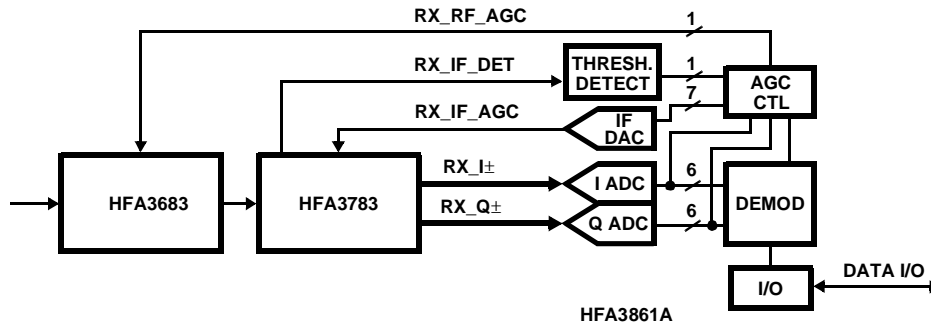 RX_RF_AGC
1
RX_IF_DET
THRESH.
DETECT
1
AGC
CTL
7
RX_IF_AGC
IF
DAC
HFA3683
HFA3783
RX_I±
I ADC
6
DEMOD
RX_Q±
Q ADC
6
I/O
DATA I/O
HFA3861A